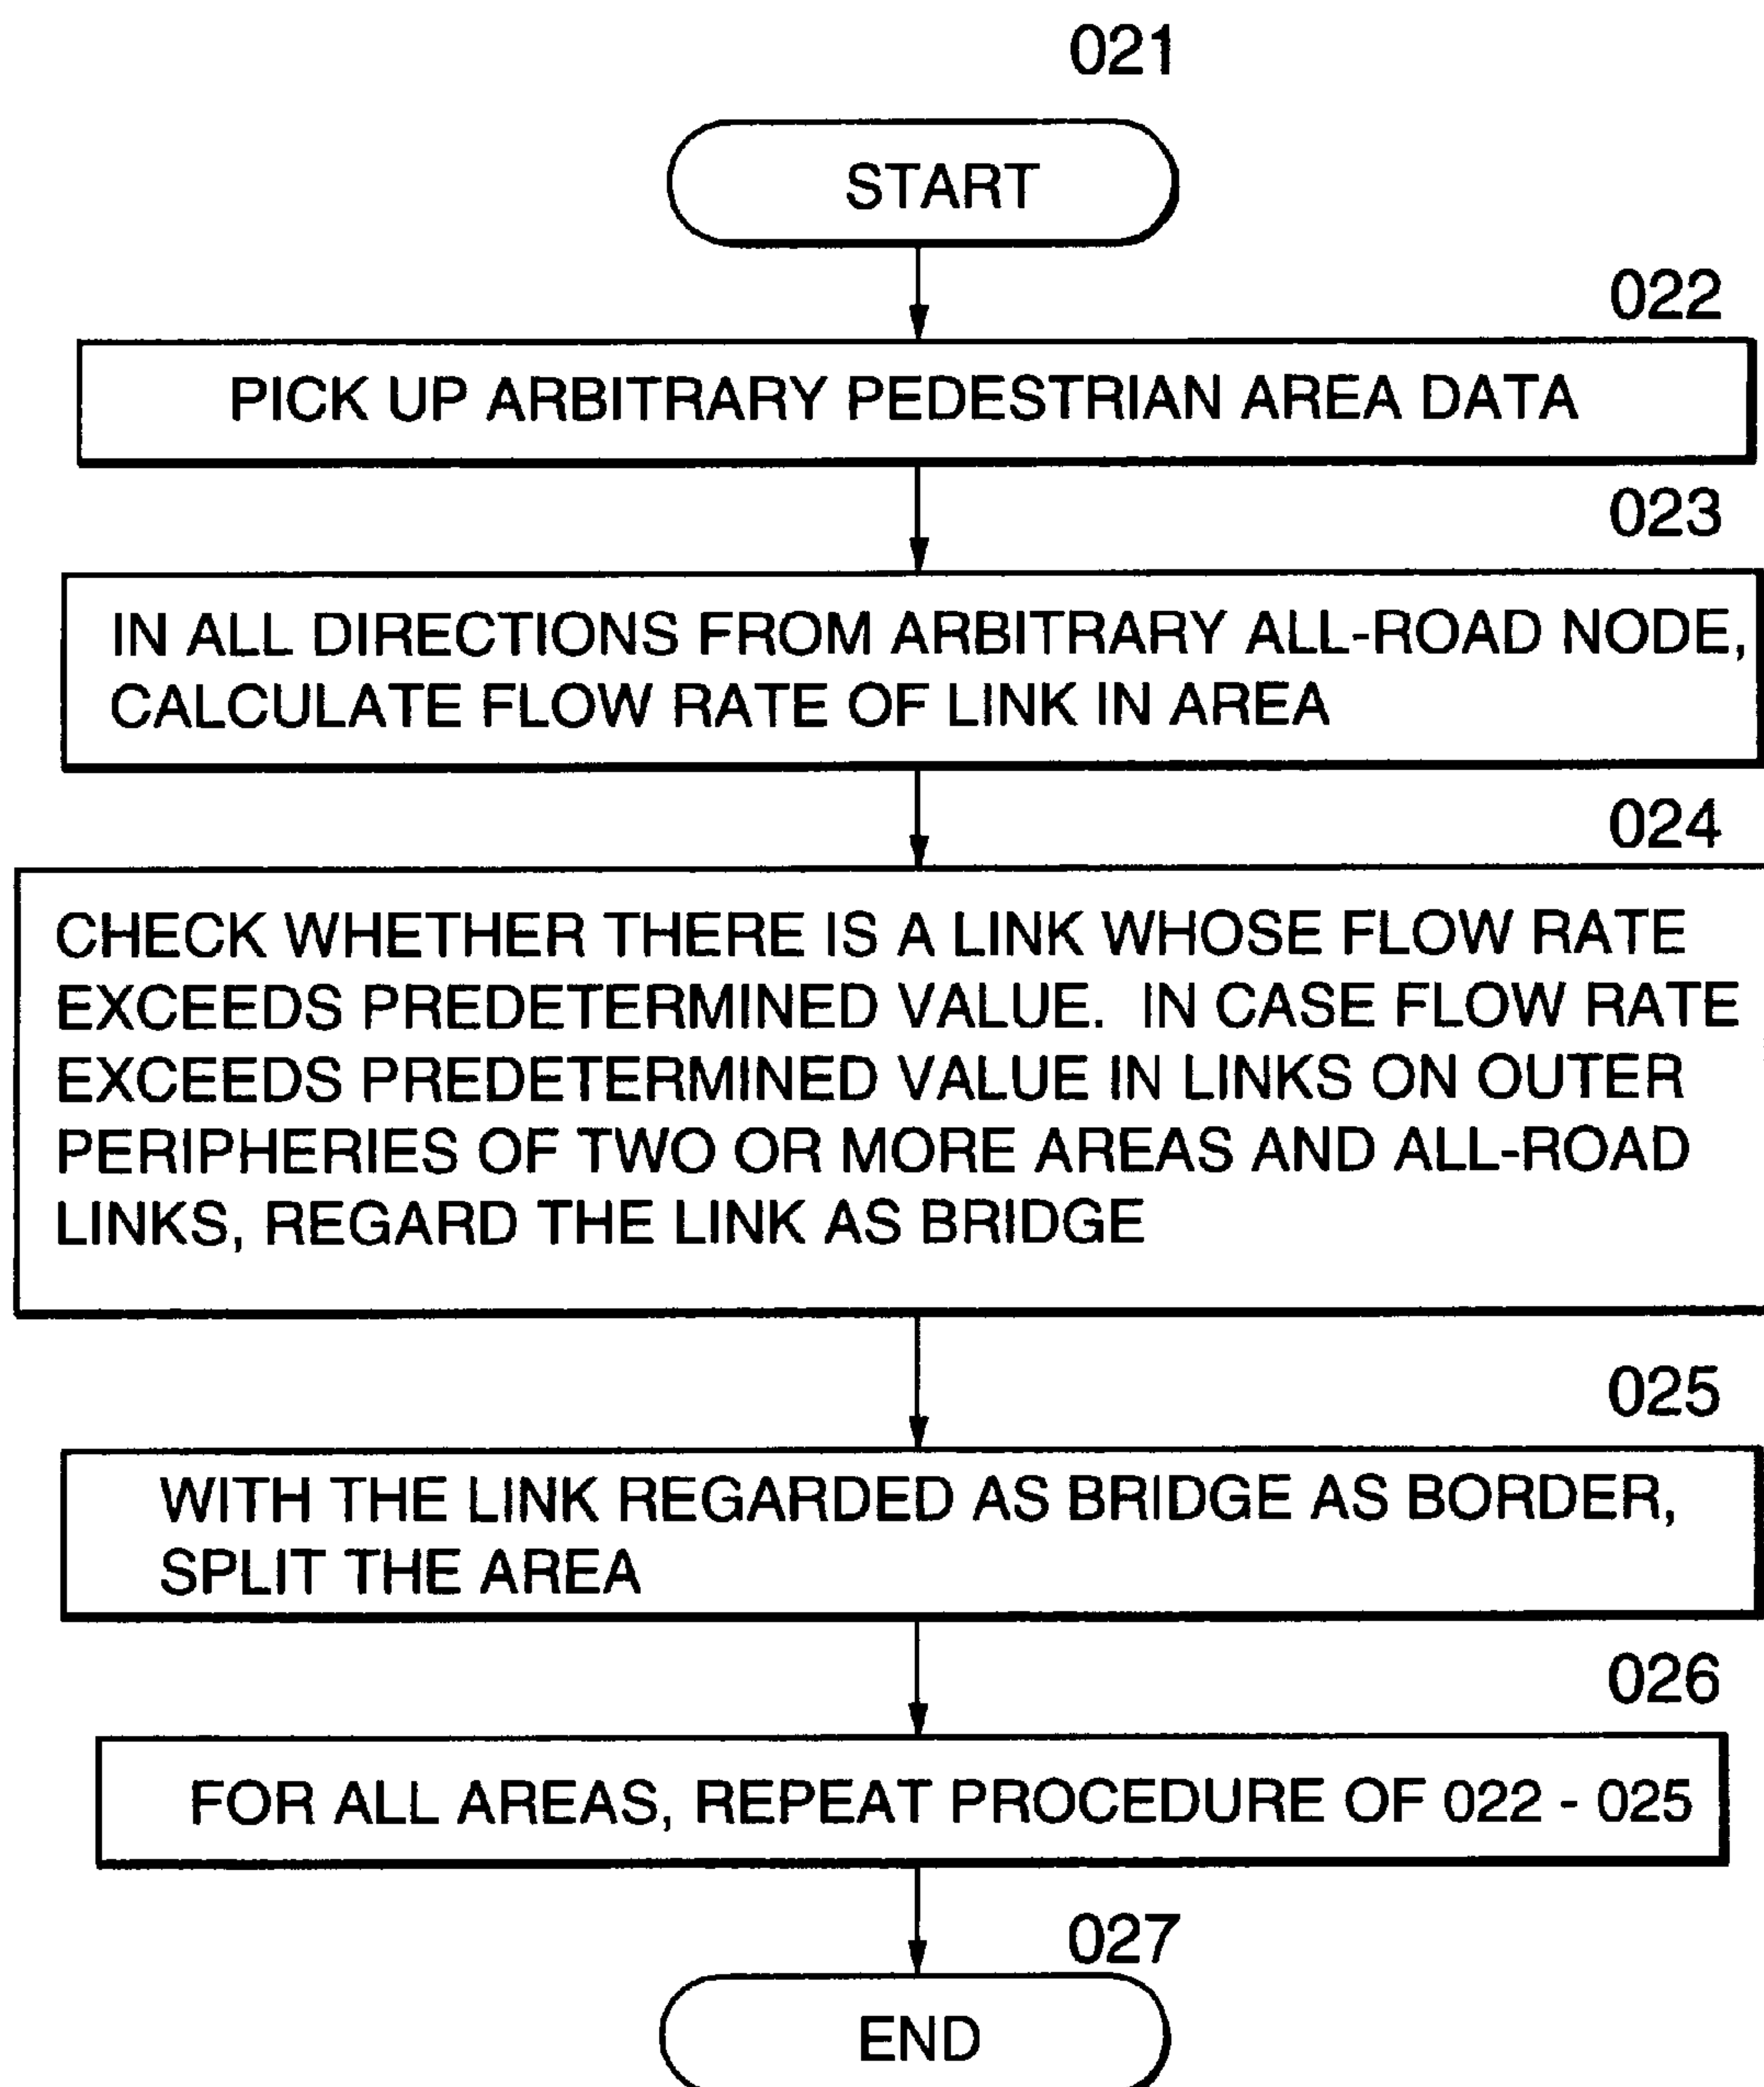 021
START
022
PICK UP ARBITRARY PEDESTRIAN AREA DATA
023
IN ALL DIRECTIONS FROM ARBITRARY ALL-ROAD NODE,
CALCULATE FLOW RATE OF LINK IN AREA
024
CHECK WHETHER THERE IS A LINK WHOSE FLOW RATE
EXCEEDS PREDETERMINED VALUE. IN CASE FLOW RATE
EXCEEDS PREDETERMINED VALUE IN LINKS ON OUTER
PERIPHERIES OF TWO OR MORE AREAS AND ALL-ROAD
LINKS, REGARD THE LINK AS BRIDGE
025
WITH THE LINK REGARDED AS BRIDGE AS BORDER,
SPLIT THE AREA
026
FOR ALL AREAS, REPEAT PROCEDURE OF 022 - 025
027
END